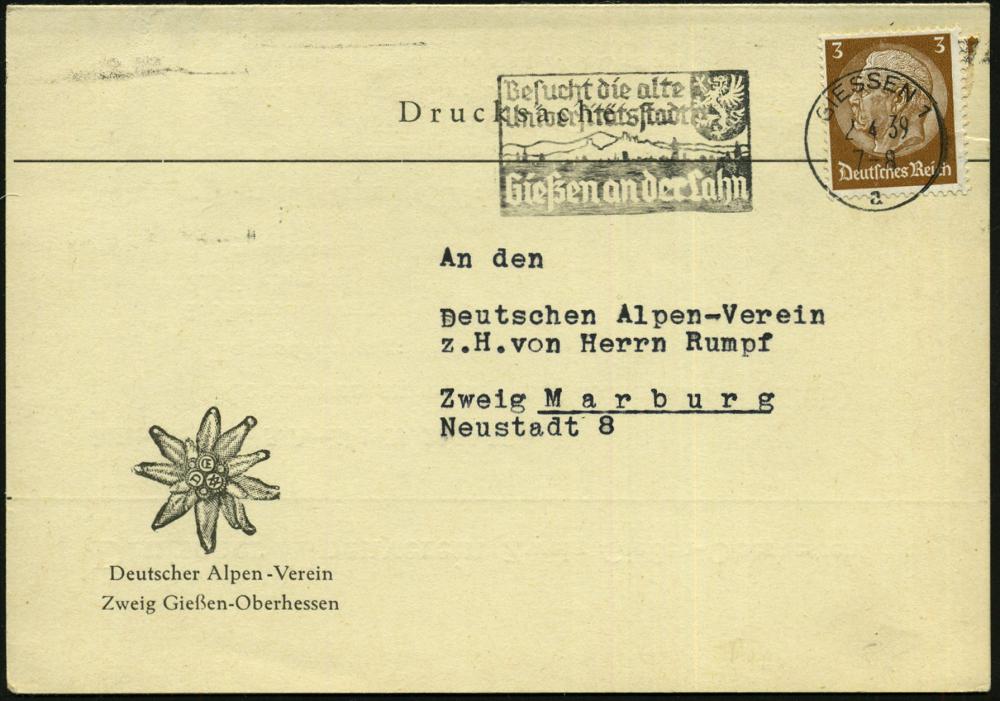 Drucksache
Besucht die alte
Universitätsstadt
Gießen an der Lahn
3 3
Deutsches Reich
GIESSEN 1
4.39
7-8
a
An den
Deutschen Alpen-Verein
z.H.von Herrn Rumpf
Zweig M a r b u r g
Neustadt 8
Deutscher Alpen-Verein
Zweig Gießen-Oberhessen